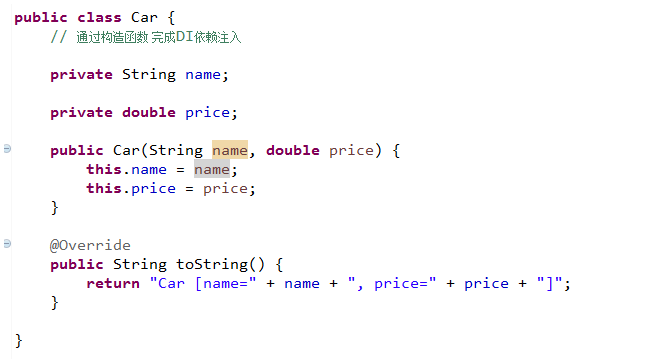 public class Car {
// 通过构造函数 完成DI依赖注入
private String name;
private double price;
public Car(String name, double price) {
this.name = name;
this.price = price;
}
@Override
public String toString() {
return "Car [name=" + name + ", price=" + price + "]";
}
}